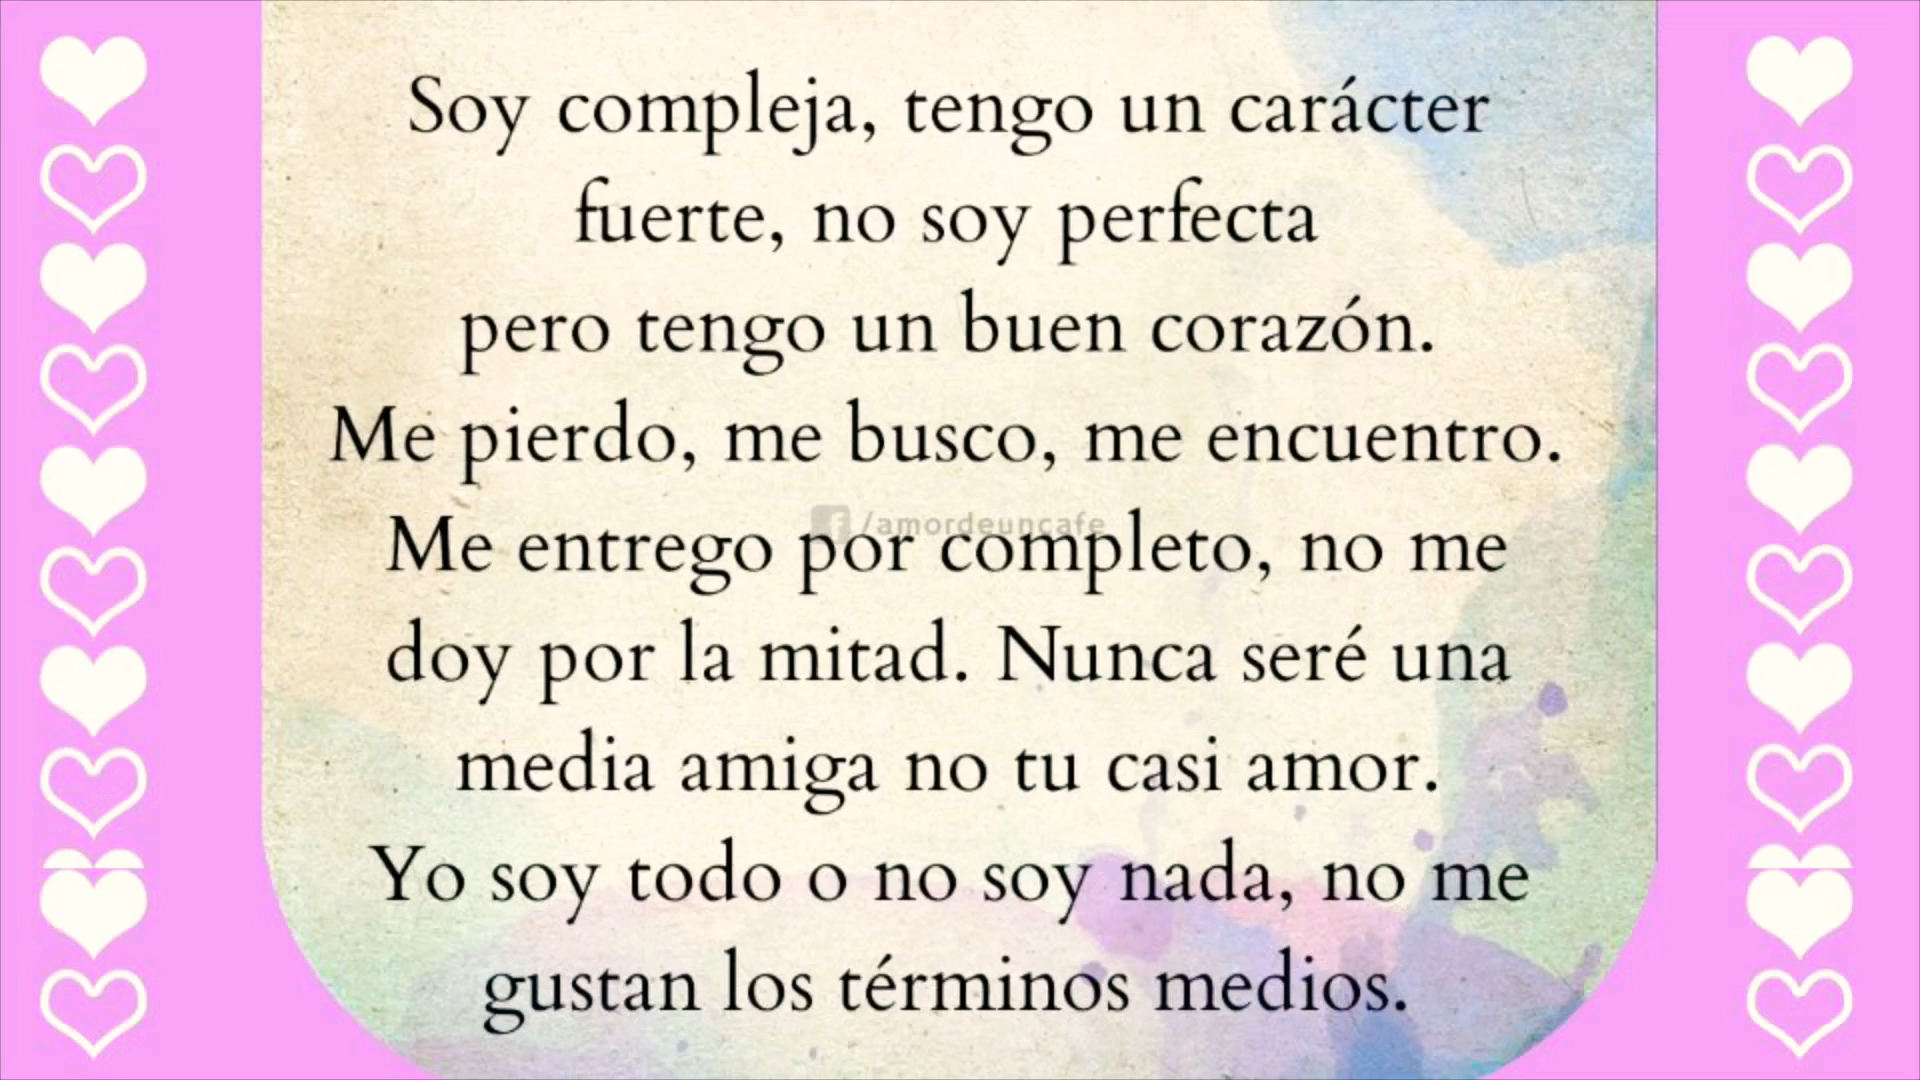 Soy compleja, tengo un carácter
fuerte, no soy perfecta
pero tengo un buen corazón.
Me pierdo, me busco, me encuentro.
/amordeuncafe
Me entrego por completo, no me
doy por la mitad. Nunca seré una
media amiga no tu casi amor.
Yo soy todo o no soy nada, no me
gustan los términos medios.